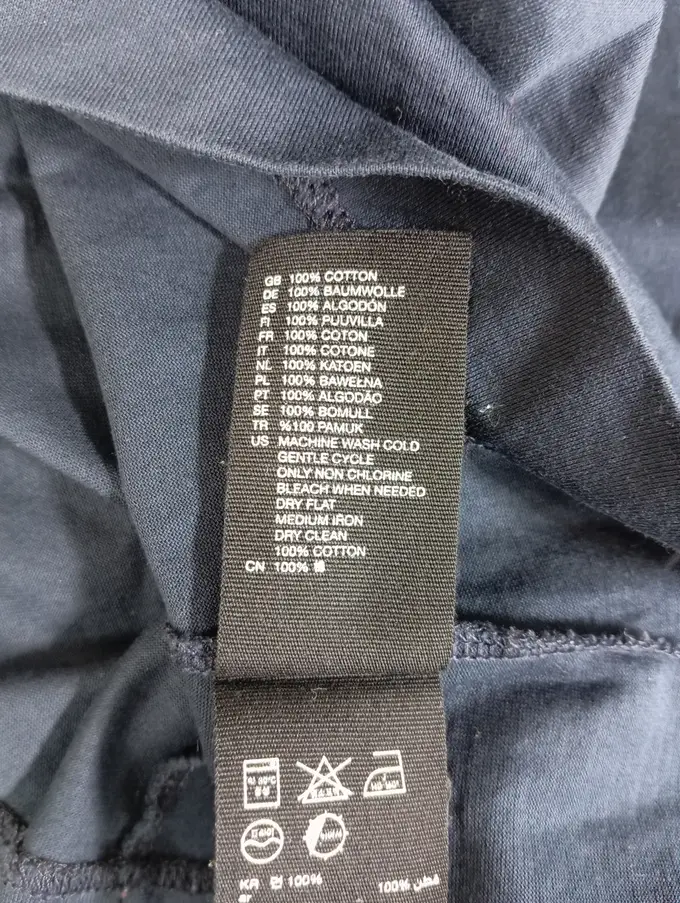 GB 100% COTTON
DE 100% BAUMWOLLE
ES 100% ALGODÓN
FI 100% PUUVILLA
FR 100% COTON
IT 100% COTONE
NL 100% KATOEN
PL 100% BAWEŁNA
PT 100% ALGODÃO
SE 100% BOMULL
TR %100 PAMUK
US MACHINE WASH COLD
GENTLE CYCLE
ONLY NON CHLORINE
BLEACH WHEN NEEDED
DRY FLAT
MEDIUM IRON
DRY CLEAN
100% COTTON
CN 100% 棉
KR 면 100%
قطن 100%